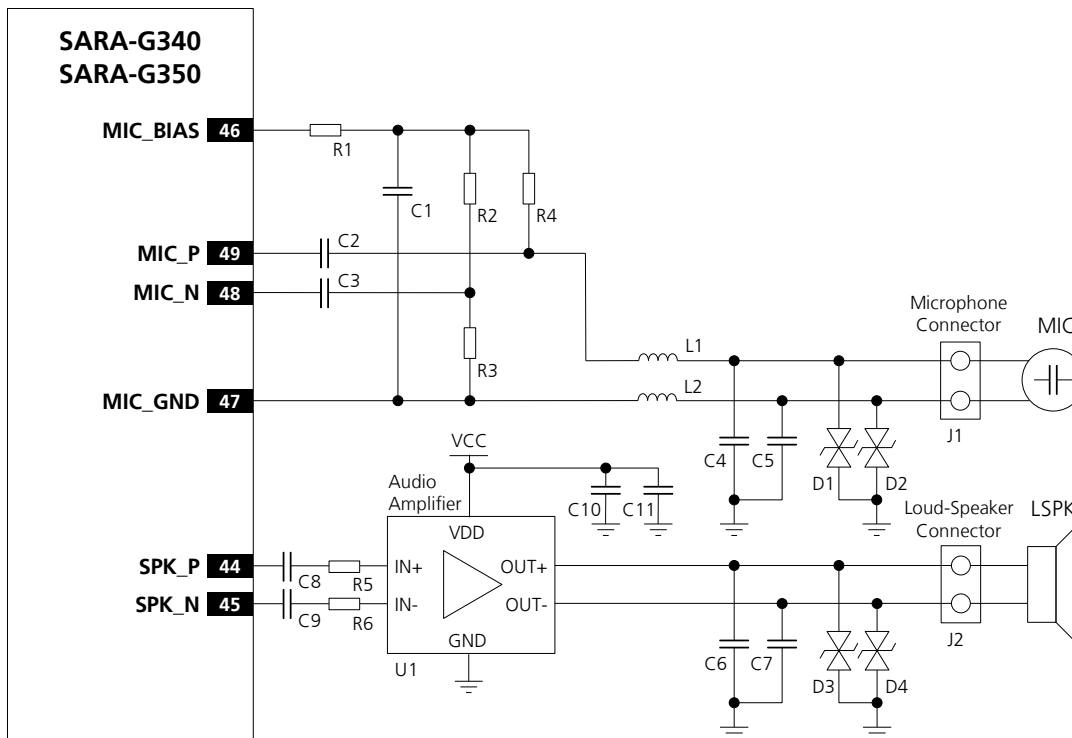 SARA-G340
SARA-G350
MIC_BIAS 46
R1
C1
R2
R4
MIC_P 49
C2
MIC_N 48
C3
R3
MIC_GND 47
L1
L2
Microphone
Connector
MIC
J1
C4
C5
D1
D2
VCC
Audio
Amplifier
C10
C11
VDD
Loud-Speaker
Connector
LSPK
SPK_P 44
C8
R5
IN+
OUT+
SPK_N 45
C9
R6
IN-
OUT-
GND
U1
J2
C6
C7
D3
D4